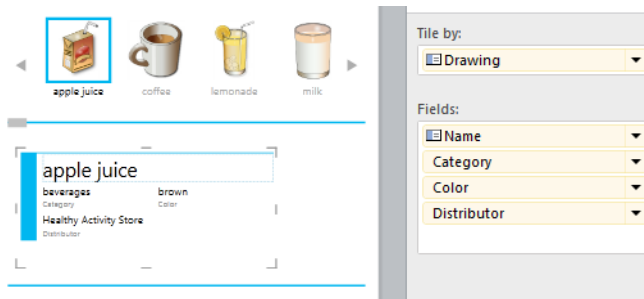 apple juice coffee lemonade milk
apple juice
beverages brown
Category Color
Healthy Activity Store
Distributor
Tile by:
Drawing
Fields:
Name
Category
Color
Distributor